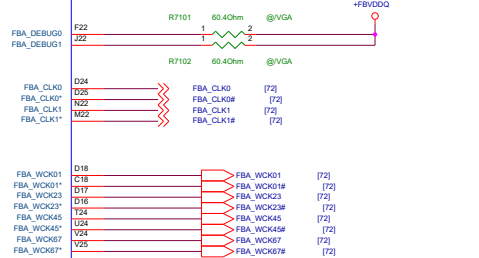 +FBVDDQ
R7101 60.4Ohm @/VGA
FBA_DEBUG0 F22 1 2
FBA_DEBUG1 J22 1 2
R7102 60.4Ohm @/VGA
FBA_CLK0 D24 FBA_CLK0 [72]
FBA_CLK0* D25 FBA_CLK0# [72]
FBA_CLK1 N22 FBA_CLK1 [72]
FBA_CLK1* M22 FBA_CLK1# [72]
FBA_WCK01 D18 FBA_WCK01 [72]
FBA_WCK01* C18 FBA_WCK01# [72]
FBA_WCK23 D17 FBA_WCK23 [72]
FBA_WCK23* D16 FBA_WCK23# [72]
FBA_WCK45 T24 FBA_WCK45 [72]
FBA_WCK45* U24 FBA_WCK45# [72]
FBA_WCK67 V24 FBA_WCK67 [72]
FBA_WCK67* V25 FBA_WCK67# [72]